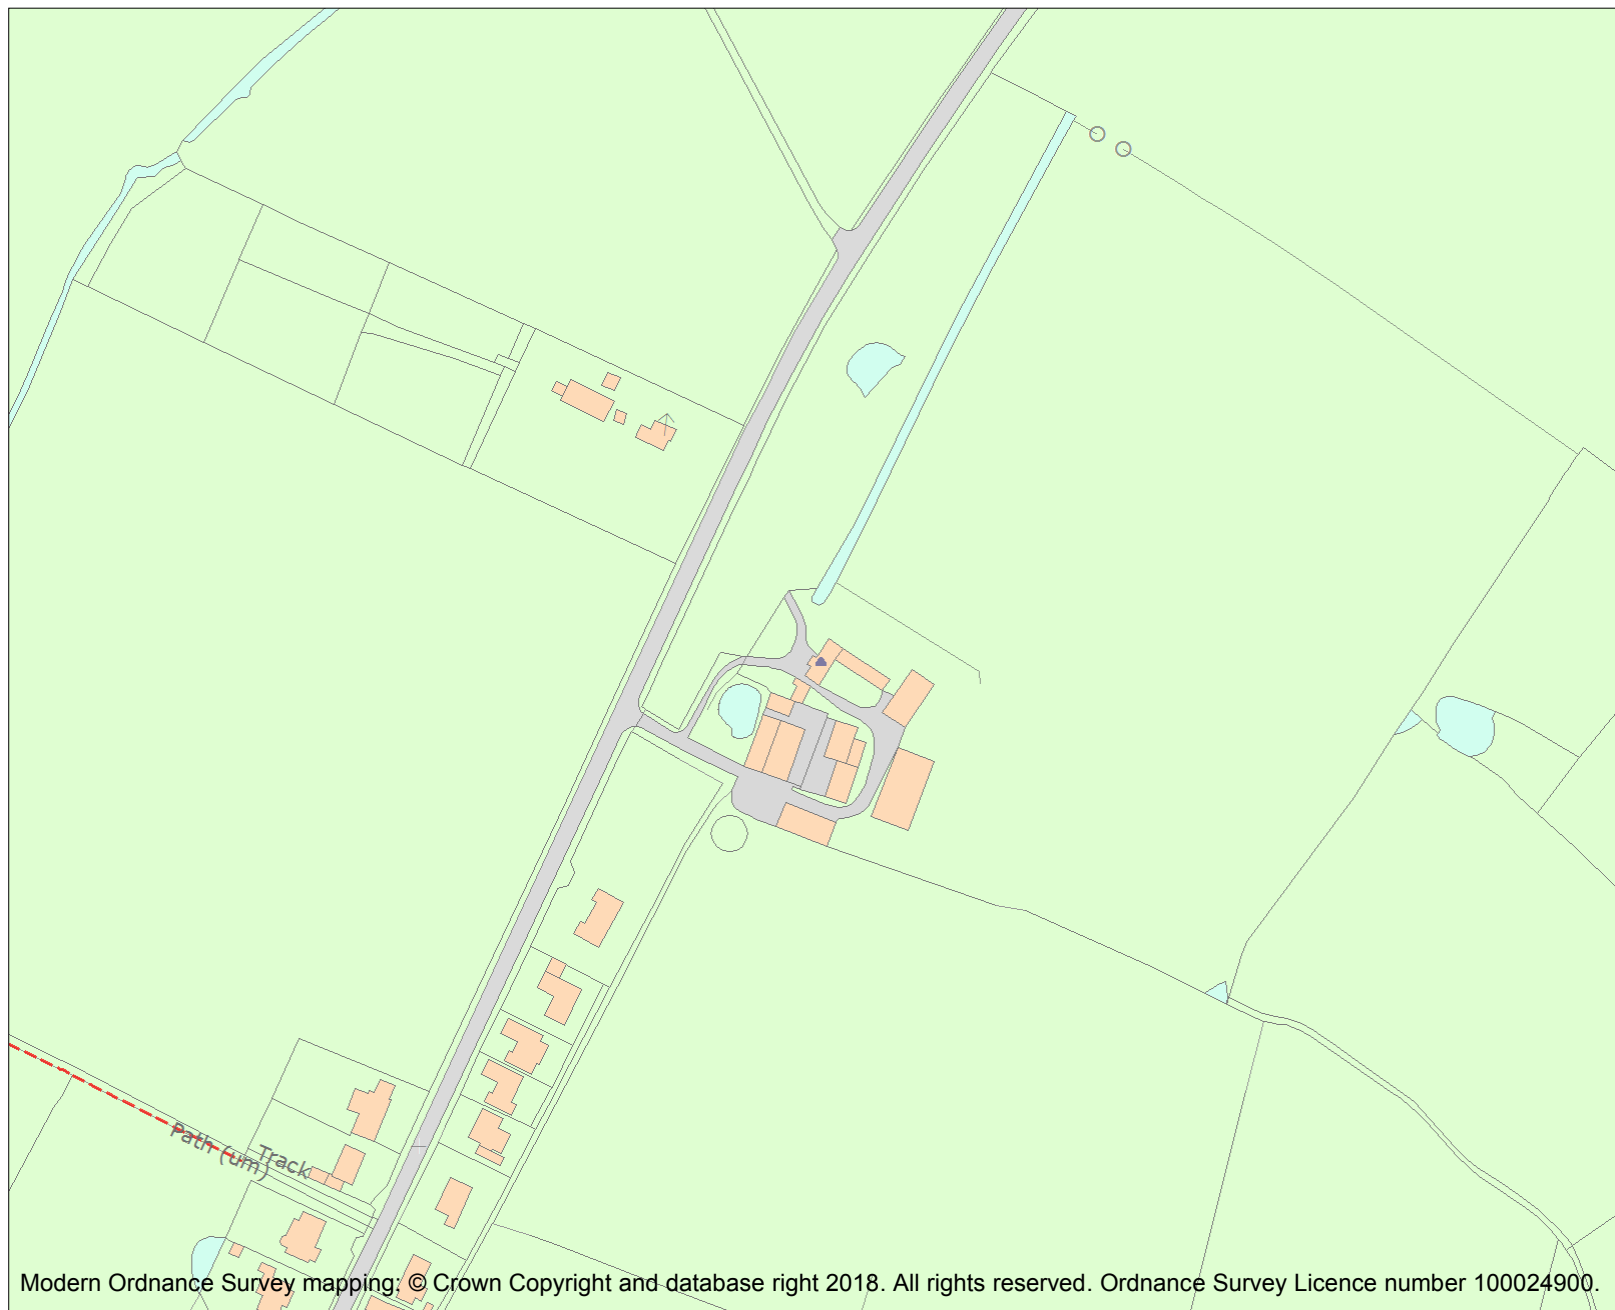 Path (um)
Track
Modern Ordnance Survey mapping: © Crown Copyright and database right 2018. All rights reserved. Ordnance Survey Licence number 100024900.